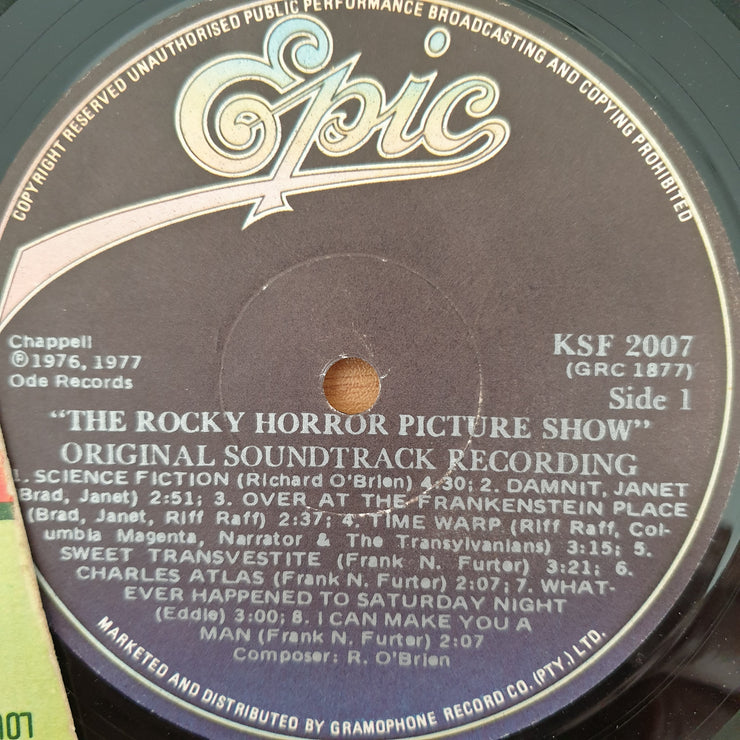 COPYRIGHT RESERVED UNAUTHORISED PUBLIC PERFORMANCE BROADCASTING AND COPYING PROHIBITED
Epic
Chappell
℗1976, 1977
Ode Records
KSF 2007
(GRC 1877)
Side 1
"THE ROCKY HORROR PICTURE SHOW"
ORIGINAL SOUNDTRACK RECORDING
1. SCIENCE FICTION (Richard O'Brien) 4:30; 2. DAMNIT, JANET
Brad, Janet) 2:51; 3. OVER AT THE FRANKENSTEIN PLACE
(Brad, Janet, Riff Raff) 2:37; 4. TIME WARP (Riff Raff, Col-
umbia Magenta, Narrator & The Transylvanians) 3:15; 5.
SWEET TRANSVESTITE (Frank N. Furter) 3:21; 6.
CHARLES ATLAS (Frank N. Furter) 2:07; 7. WHAT-
EVER HAPPENED TO SATURDAY NIGHT
(Eddie) 3:00; 8. I CAN MAKE YOU A
MAN (Frank N. Furter) 2:07
Composer: R. O'Brien
MARKETED AND DISTRIBUTED BY GRAMOPHONE RECORD CO. (PTY.) LTD.